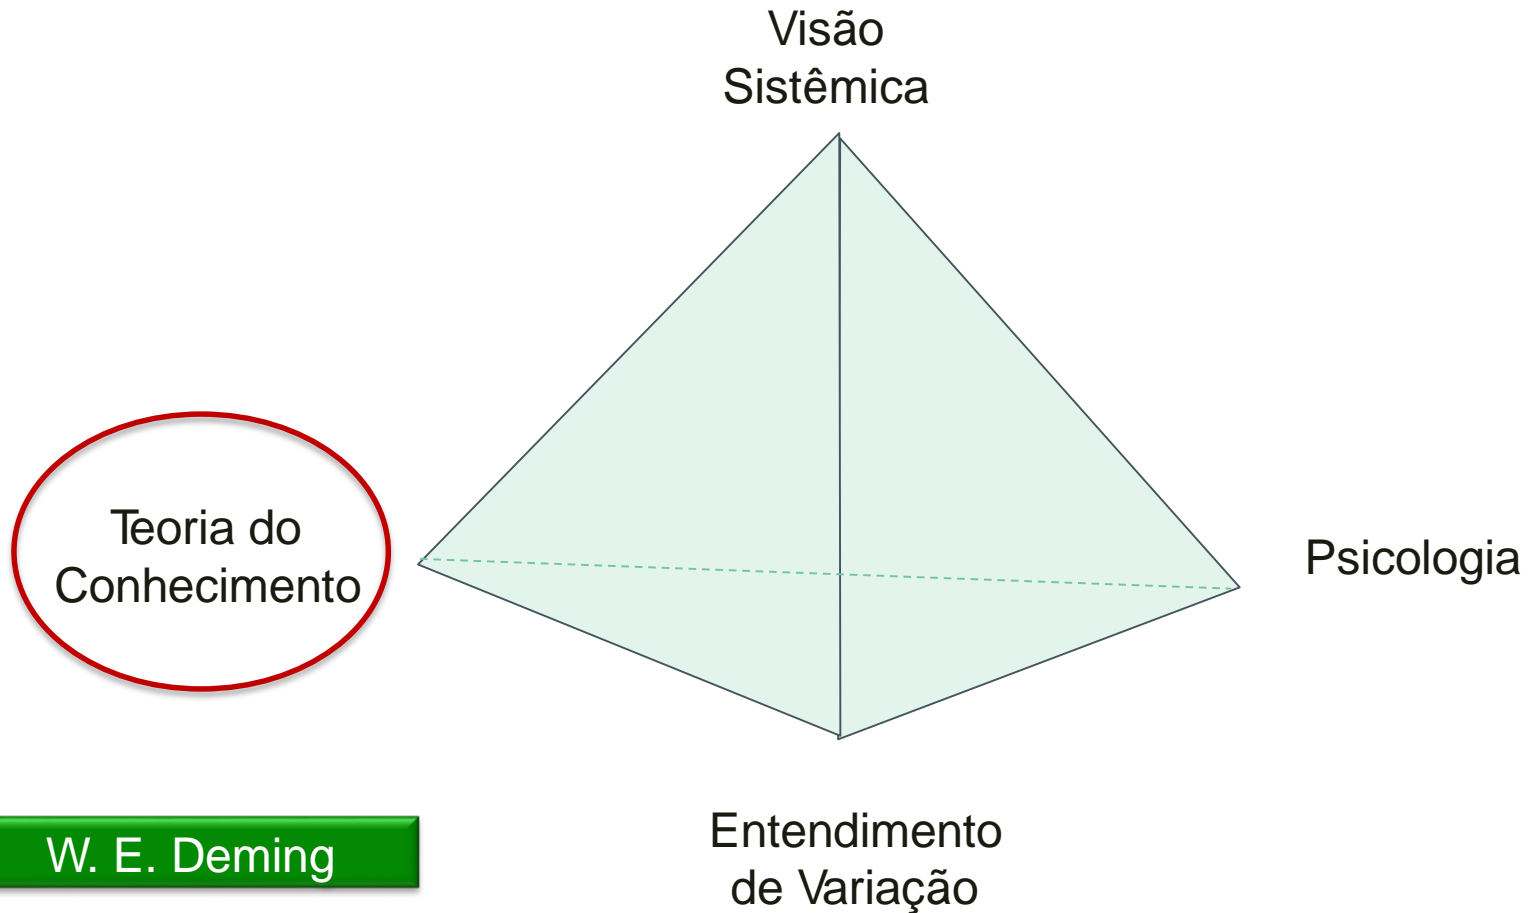 Visão
Sistêmica
Teoria do
Conhecimento
Psicologia
W. E. Deming
Entendimento
de Variação